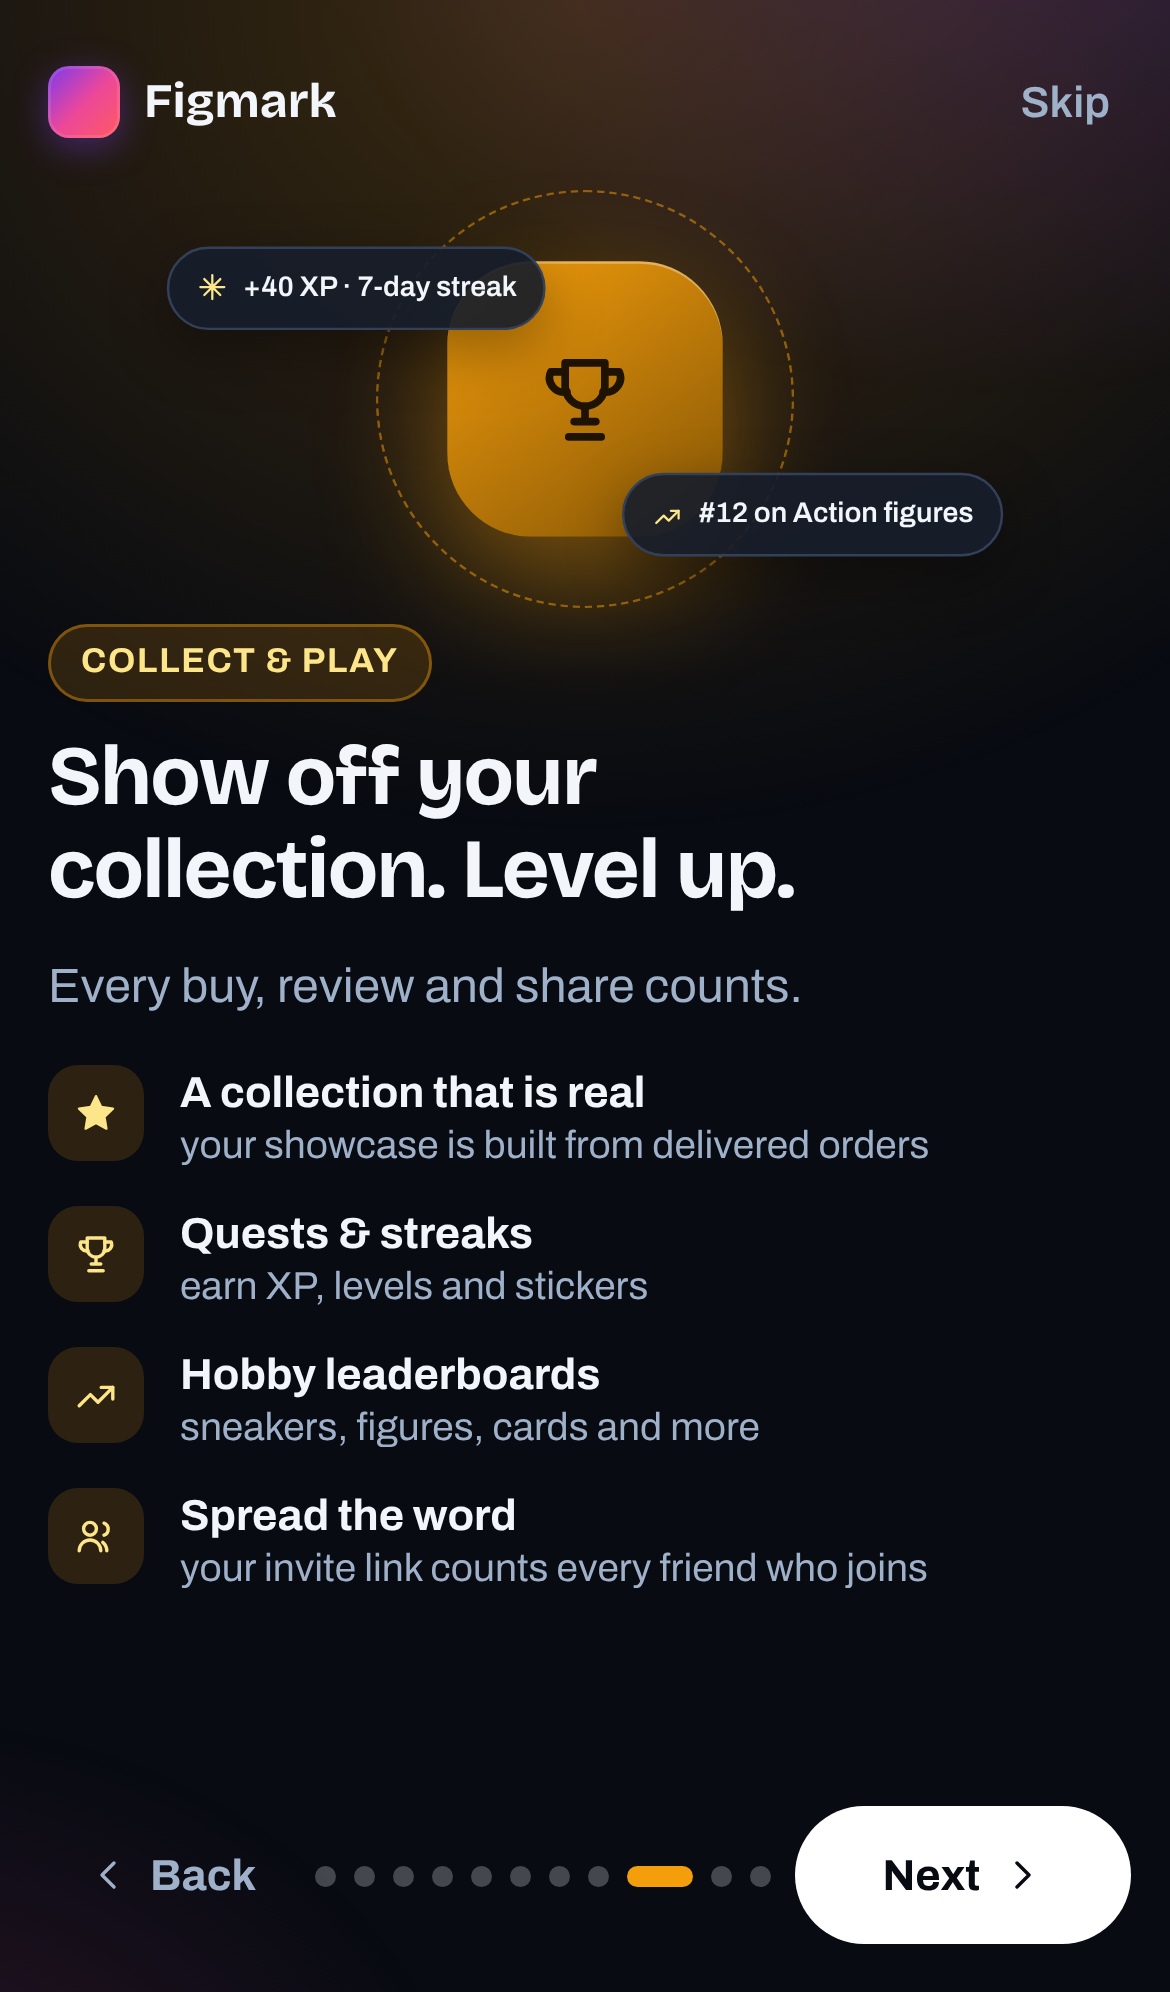 Figmark
Skip
+40 XP · 7-day streak
#12 on Action figures
COLLECT & PLAY
Show off your
collection. Level up.
Every buy, review and share counts.
A collection that is real
your showcase is built from delivered orders
Quests & streaks
earn XP, levels and stickers
Hobby leaderboards
sneakers, figures, cards and more
Spread the word
your invite link counts every friend who joins
Back
Next